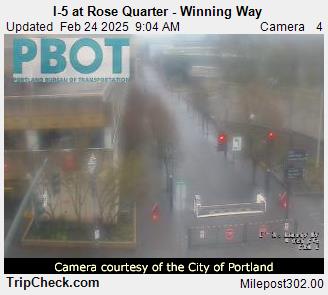 I-5 at Rose Quarter - Winning Way
Updated Feb 24 2025 9:04 AM Camera 4
PBOT
PORTLAND BUREAU OF TRANSPORTATION
Camera courtesy of the City of Portland
TripCheck.com Milepost302.00